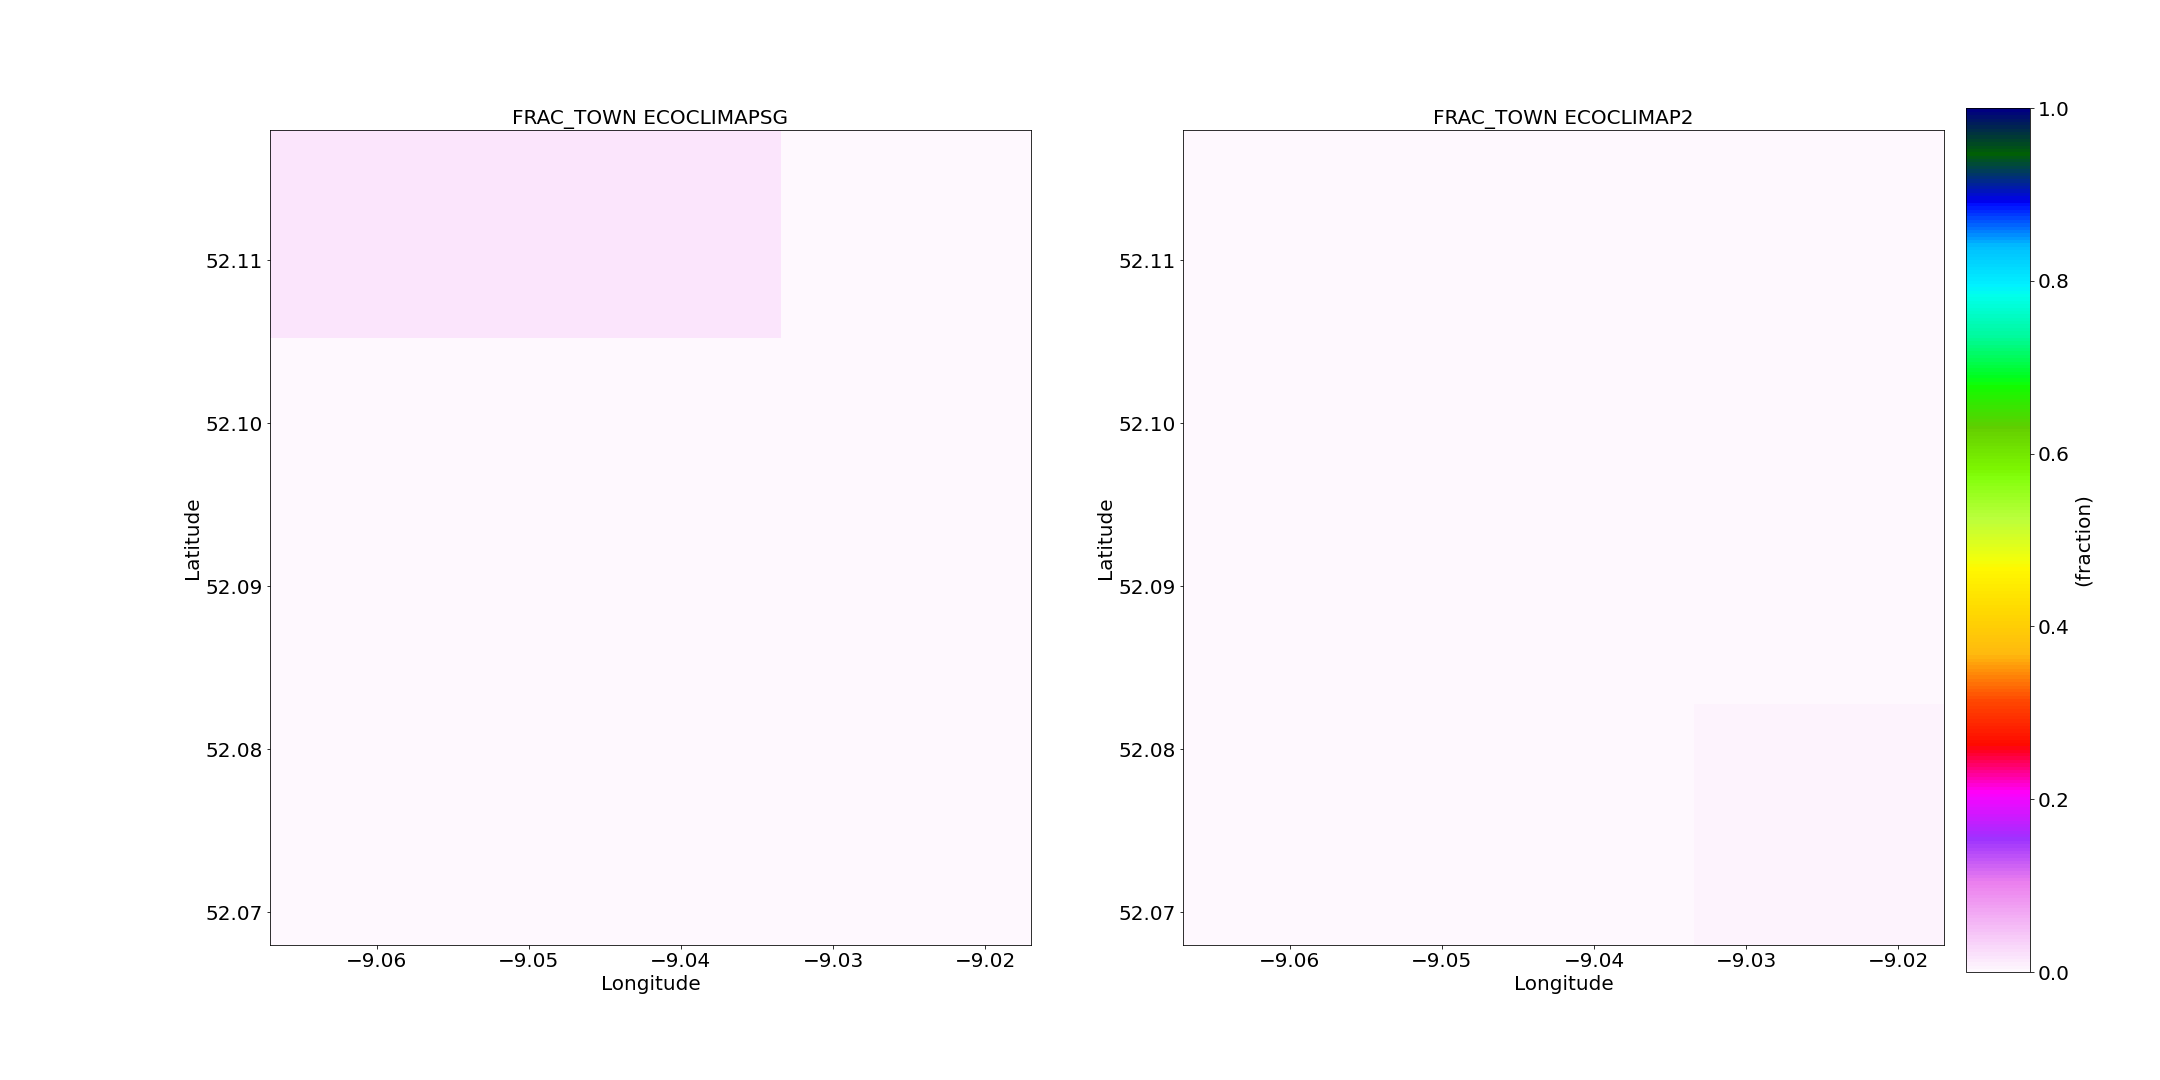 FRAC_TOWN ECOCLIMAPSG
52.11
52.10
52.09
52.08
52.07
Latitude
−9.06 −9.05 −9.04 −9.03 −9.02
Longitude
FRAC_TOWN ECOCLIMAP2
52.11
52.10
52.09
52.08
52.07
Latitude
−9.06 −9.05 −9.04 −9.03 −9.02
Longitude
1.0
0.8
0.6
0.4
0.2
0.0
(fraction)